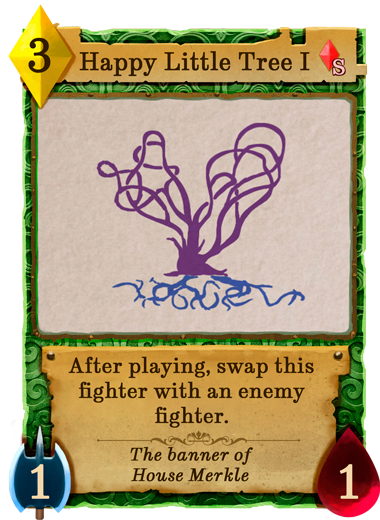 3
Happy Little Tree I
S
After playing, swap this
fighter with an enemy
fighter.
The banner of
House Merkle
1
1